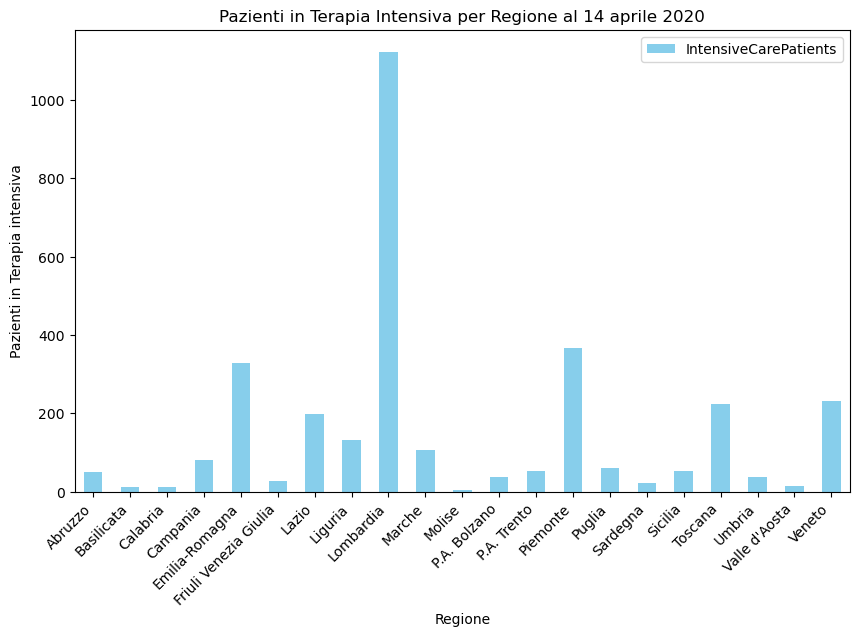 Pazienti in Terapia Intensiva per Regione al 14 aprile 2020
IntensiveCarePatients
Pazienti in Terapia intensiva
1000
800
600
400
200
0
Abruzzo
Basilicata
Calabria
Campania
Emilia-Romagna
Friuli Venezia Giulia
Lazio
Liguria
Lombardia
Marche
Molise
P.A. Bolzano
P.A. Trento
Piemonte
Puglia
Sardegna
Sicilia
Toscana
Umbria
Valle d'Aosta
Veneto
Regione